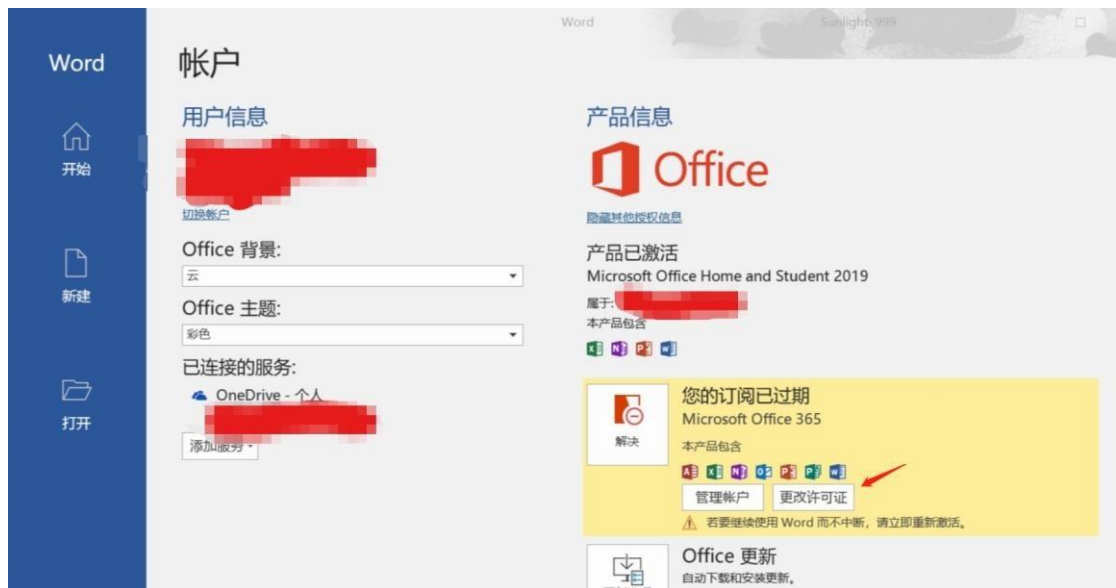 Word
Sunlight 999
Word
开始
新建
打开
帐户
用户信息
切换帐户
Office 背景:
云
Office 主题:
彩色
已连接的服务:
OneDrive - 个人
添加服务
产品信息
Office
隐藏其他授权信息
产品已激活
Microsoft Office Home and Student 2019
属于:
本产品包含
解决
您的订阅已过期
Microsoft Office 365
本产品包含
管理帐户
更改许可证
若要继续使用 Word 而不中断，请立即重新激活。
Office 更新
自动下载和安装更新。